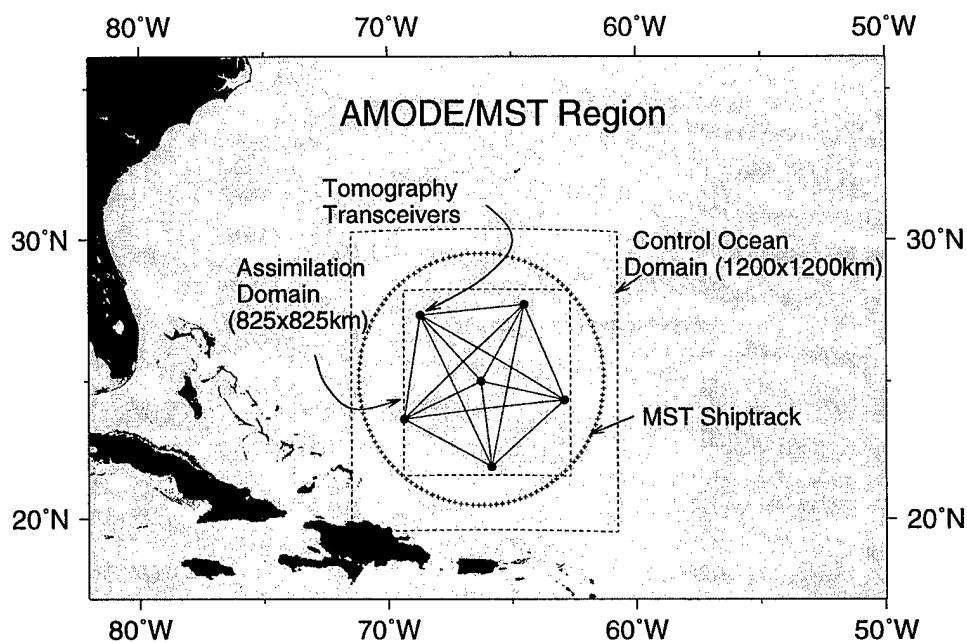 80°W 70°W 60°W 50°W
AMODE/MST Region
Tomography
Transceivers
30°N
30°N
Control Ocean
Domain (1200x1200km)
Assimilation
Domain
(825x825km)
MST Shiptrack
20°N
20°N
80°W 70°W 60°W 50°W